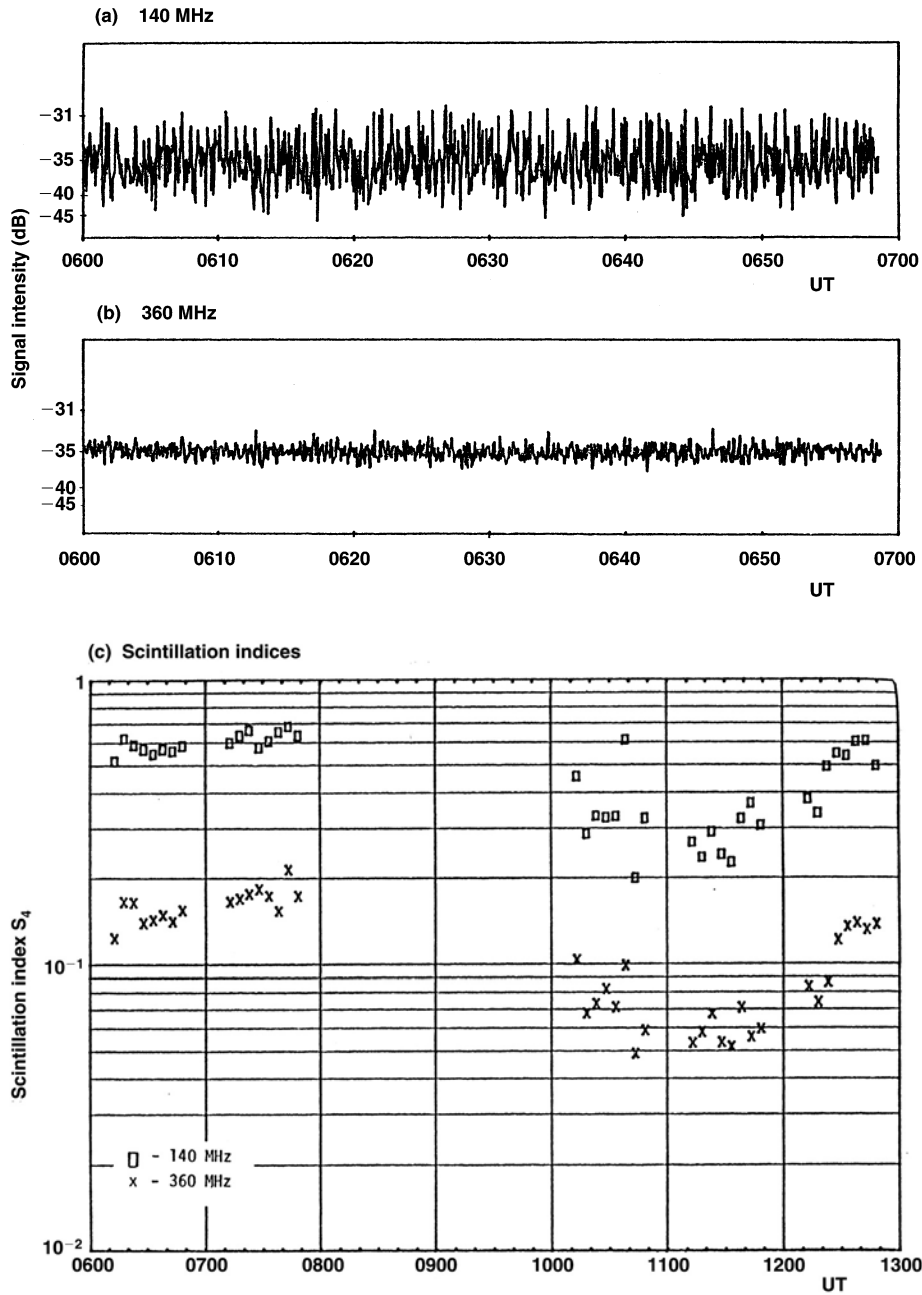 (a) 140 MHz
−31
−35
−40
−45
0600 0610 0620 0630 0640 0650 0700
UT
Signal intensity (dB)
(b) 360 MHz
−31
−35
−40
−45
0600 0610 0620 0630 0640 0650 0700
UT
(c) Scintillation indices
1
10⁻¹
10⁻²
Scintillation index S₄
▯ - 140 MHz
x - 360 MHz
0600 0700 0800 0900 1000 1100 1200 1300
UT